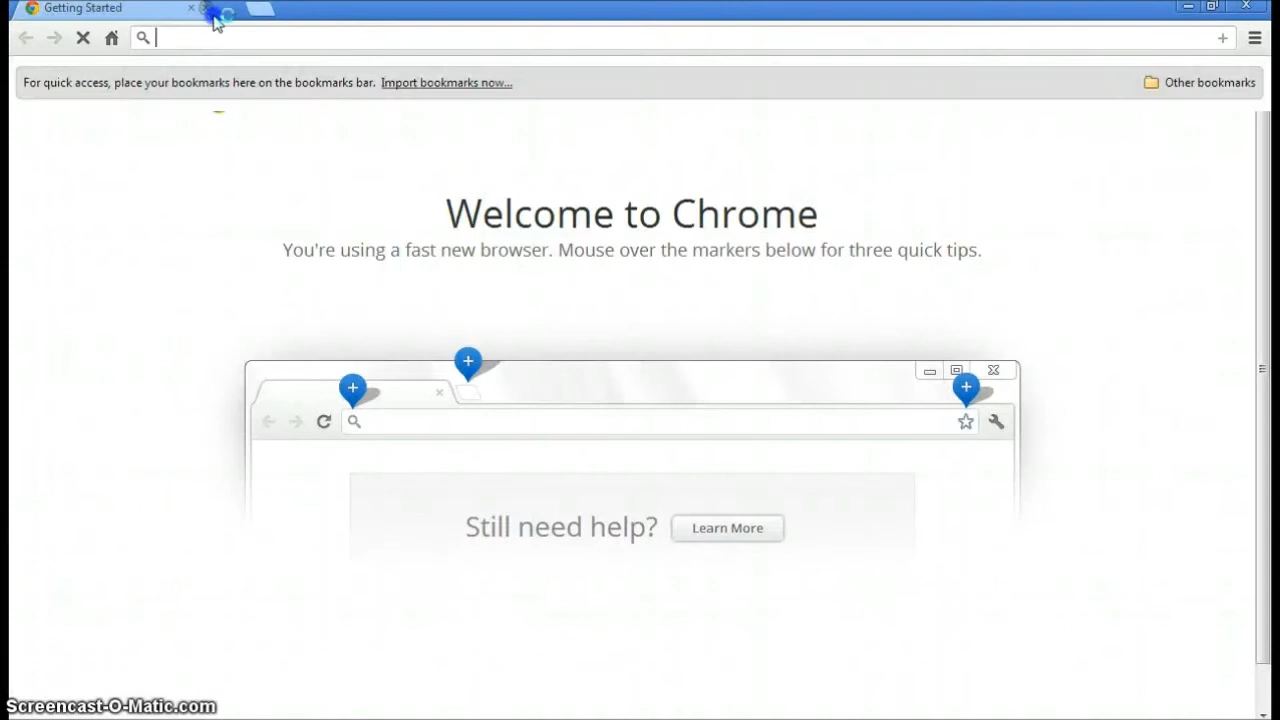 Getting Started
For quick access, place your bookmarks here on the bookmarks bar. Import bookmarks now...
Other bookmarks
Welcome to Chrome
You're using a fast new browser. Mouse over the markers below for three quick tips.
Still need help? Learn More
Screencast-O-Matic.com